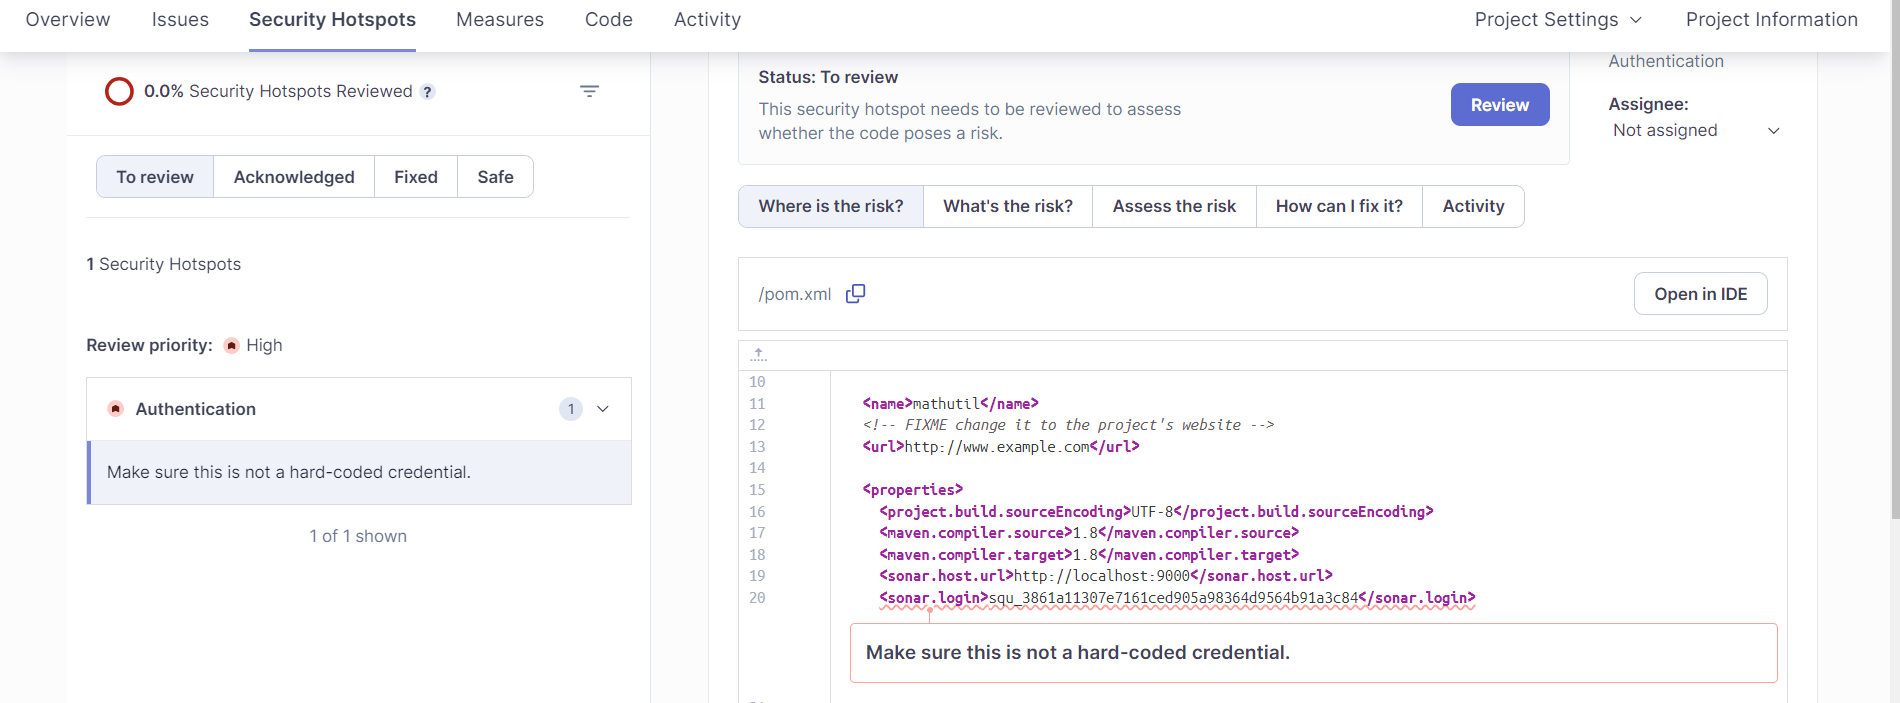 Overview Issues Security Hotspots Measures Code Activity Project Settings Project Information
0.0% Security Hotspots Reviewed ?
To review Acknowledged Fixed Safe
1 Security Hotspots
Review priority: High
Authentication 1
Make sure this is not a hard-coded credential.
1 of 1 shown
Status: To review
This security hotspot needs to be reviewed to assess
whether the code poses a risk.
Review
Authentication
Assignee:
Not assigned
Where is the risk? What's the risk? Assess the risk How can I fix it? Activity
/pom.xml Open in IDE
10
11 <name>mathutil</name>
12 <!-- FIXME change it to the project's website -->
13 <url>http://www.example.com</url>
14
15 <properties>
16 <project.build.sourceEncoding>UTF-8</project.build.sourceEncoding>
17 <maven.compiler.source>1.8</maven.compiler.source>
18 <maven.compiler.target>1.8</maven.compiler.target>
19 <sonar.host.url>http://localhost:9000</sonar.host.url>
20 <sonar.login>squ_3861a11307e7161ced905a98364d9564b91a3c84</sonar.login>
Make sure this is not a hard-coded credential.